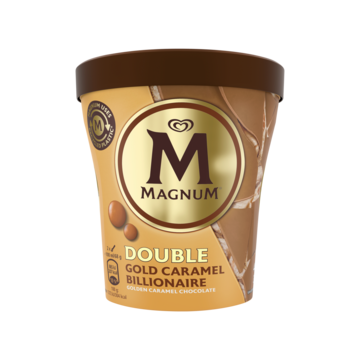 M
MAGNUM
DOUBLE
GOLD CARAMEL
BILLIONAIRE
GOLDEN CARAMEL CHOCOLATE